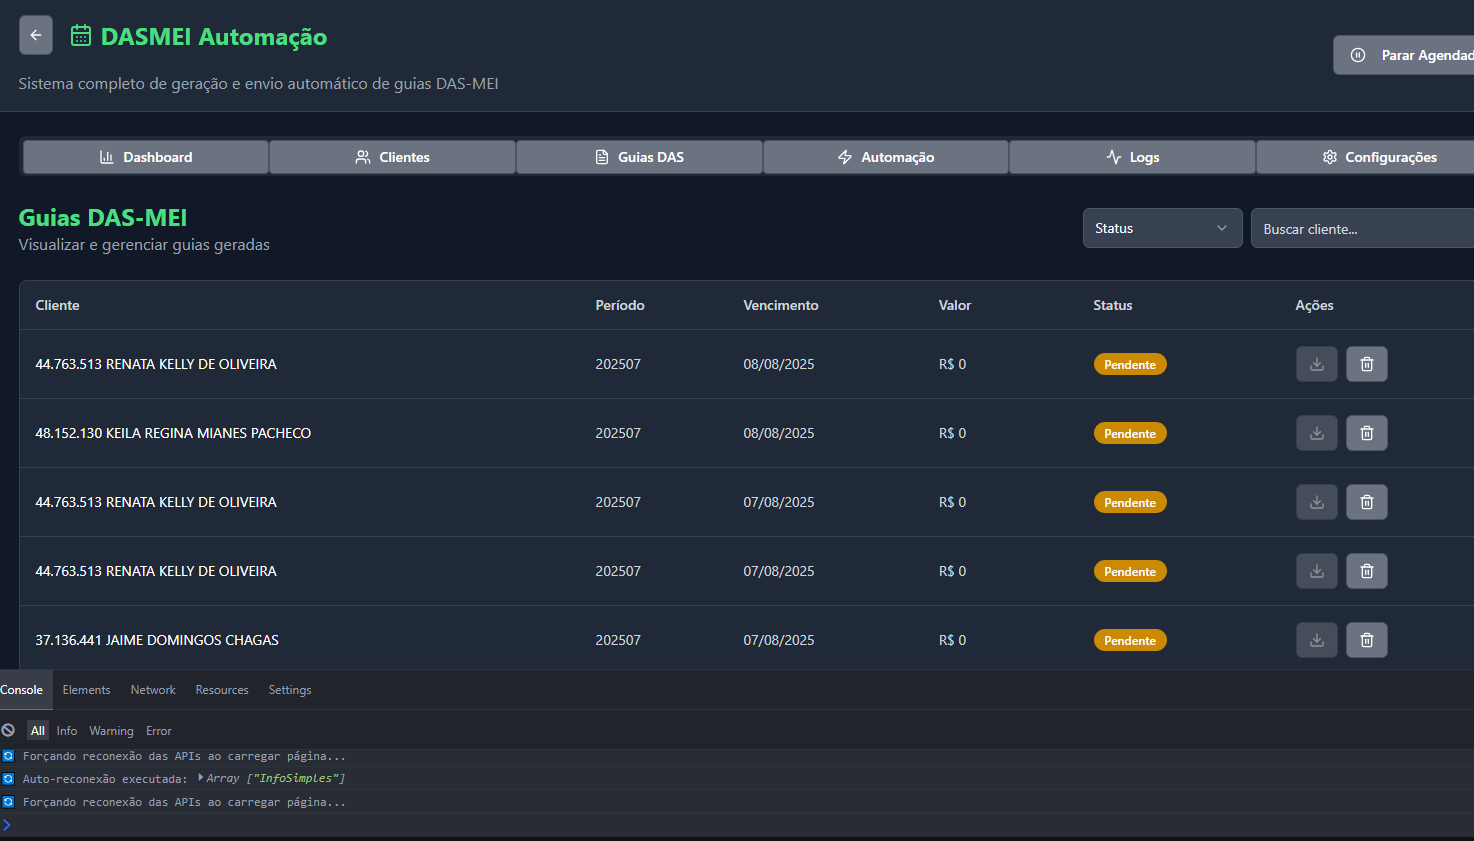 DASMEI Automação
Parar Agendad
Sistema completo de geração e envio automático de guias DAS-MEI
Dashboard Clientes Guias DAS Automação Logs Configurações
Guias DAS-MEI
Visualizar e gerenciar guias geradas
Status Buscar cliente...
Cliente Período Vencimento Valor Status Ações
44.763.513 RENATA KELLY DE OLIVEIRA 202507 08/08/2025 R$ 0 Pendente
48.152.130 KEILA REGINA MIANES PACHECO 202507 08/08/2025 R$ 0 Pendente
44.763.513 RENATA KELLY DE OLIVEIRA 202507 07/08/2025 R$ 0 Pendente
44.763.513 RENATA KELLY DE OLIVEIRA 202507 07/08/2025 R$ 0 Pendente
37.136.441 JAIME DOMINGOS CHAGAS 202507 07/08/2025 R$ 0 Pendente
Console Elements Network Resources Settings
All Info Warning Error
Forçando reconexão das APIs ao carregar página...
Auto-reconexão executada: Array ["InfoSimples"]
Forçando reconexão das APIs ao carregar página...